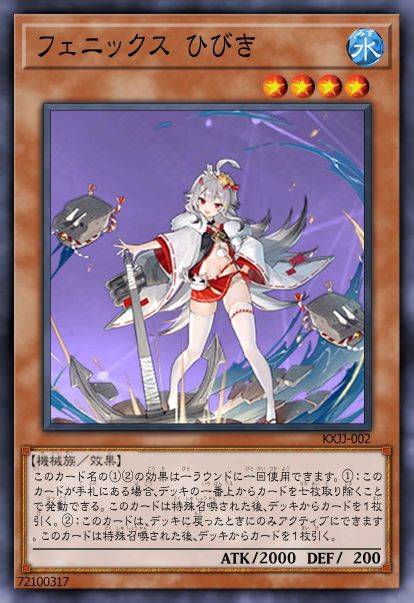 フェニックス ひびき
水
みず
KXJJ-002
【機械族／効果】
このカード名の①②の効果は一ラウンドに一回使用できます。①：この
カードが手札にある場合、デッキの一番上からカードを七枚取り除くこと
で発動できる。このカードは特殊召喚された後、デッキからカードを1枚
引く。②：このカードは、デッキに戻ったときにのみアクティブにできます
。このカードは特殊召喚された後、デッキからカードを1枚引く。
ATK/2000 DEF/ 200
72100317